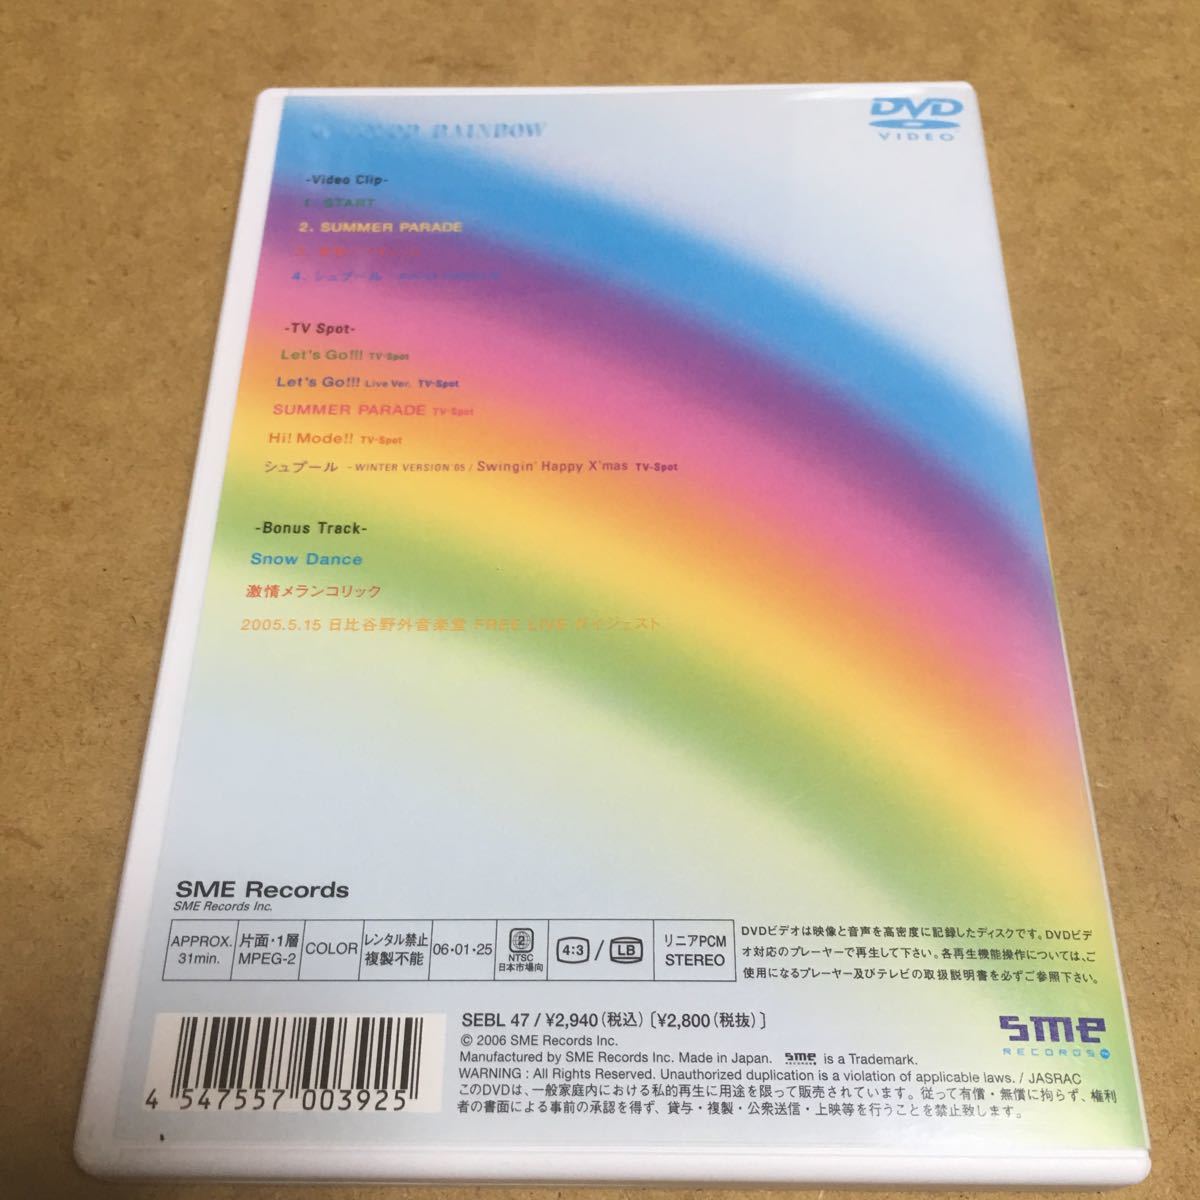 RAINBOW
DVD
VIDEO
-Video Clip-
1. START
2. SUMMER PARADE
3.
4. シュプール
-TV Spot-
Let's Go!!! TV-Spot
Let's Go!!! Live Ver. TV-Spot
SUMMER PARADE TV-Spot
Hi! Mode!! TV-Spot
シュプール - WINTER VERSION '05 / Swingin' Happy X'mas TV-Spot
-Bonus Track-
Snow Dance
激情メランコリック
2005.5.15 日比谷野外音楽堂 FREE LIVE ダイジェスト
SME Records
SME Records Inc.
APPROX. 31min.
片面・1層 MPEG-2
COLOR
レンタル禁止 複製不能
06・01・25
2 NTSC 日本市場向
4:3 / LB
リニアPCM STEREO
DVDビデオは映像と音声を高密度に記録したディスクです。DVDビデ
オ対応のプレーヤーで再生して下さい。各再生機能操作については、ご
使用になるプレーヤー及びテレビの取扱説明書を必ずご参照下さい。
SEBL 47 / ¥2,940(税込)〔¥2,800(税抜)〕
© 2006 SME Records Inc.
Manufactured by SME Records Inc. Made in Japan. sme RECORDS is a Trademark.
WARNING : All Rights Reserved. Unauthorized duplication is a violation of applicable laws. / JASRAC
このDVDは、一般家庭内における私的再生に用途を限って販売されています。従って有償・無償に拘らず、権利
者の書面による事前の承認を得ず、貸与・複製・公衆送信・上映等を行うことを禁止致します。
sme
RECORDS TM
4 547557 003925